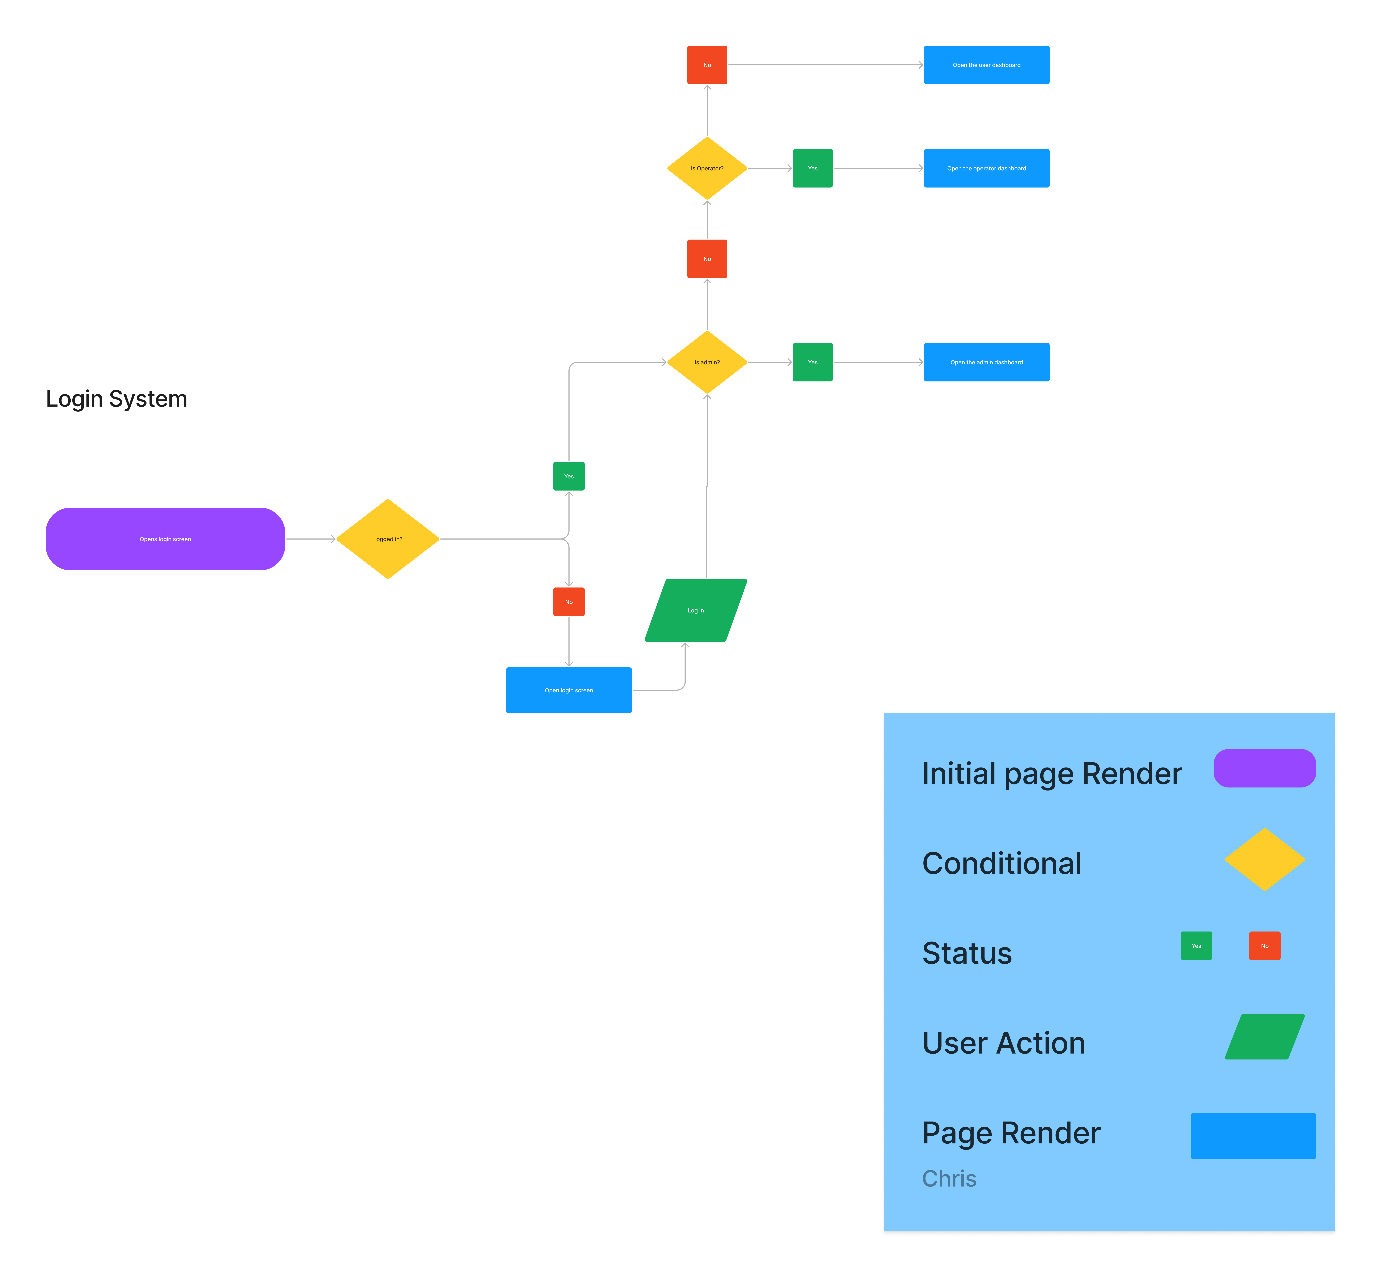 No
Open the user dashboard
Is Operator?
Yes
Open the operator dashboard
No
Is admin?
Yes
Open the admin dashboard
Login System
Yes
Opens login screen
ogged in?
No
Log in
Open login screen
Initial page Render
Conditional
Status
Yes
No
User Action
Page Render
Chris